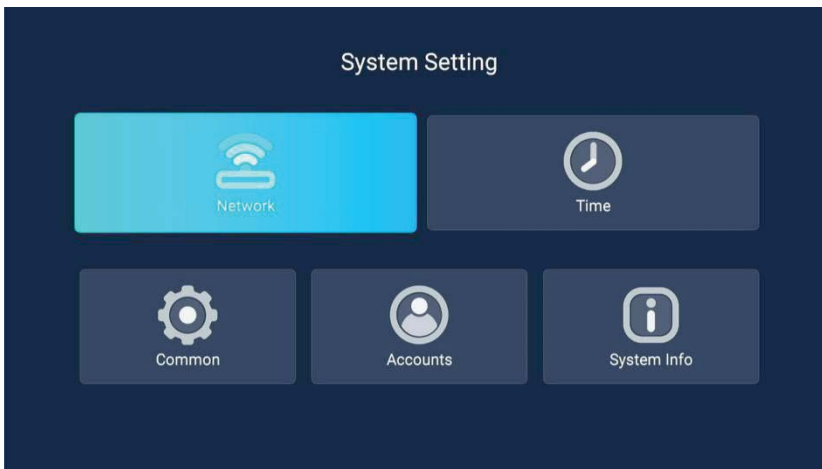 System Setting
Network
Time
Common
Accounts
System Info